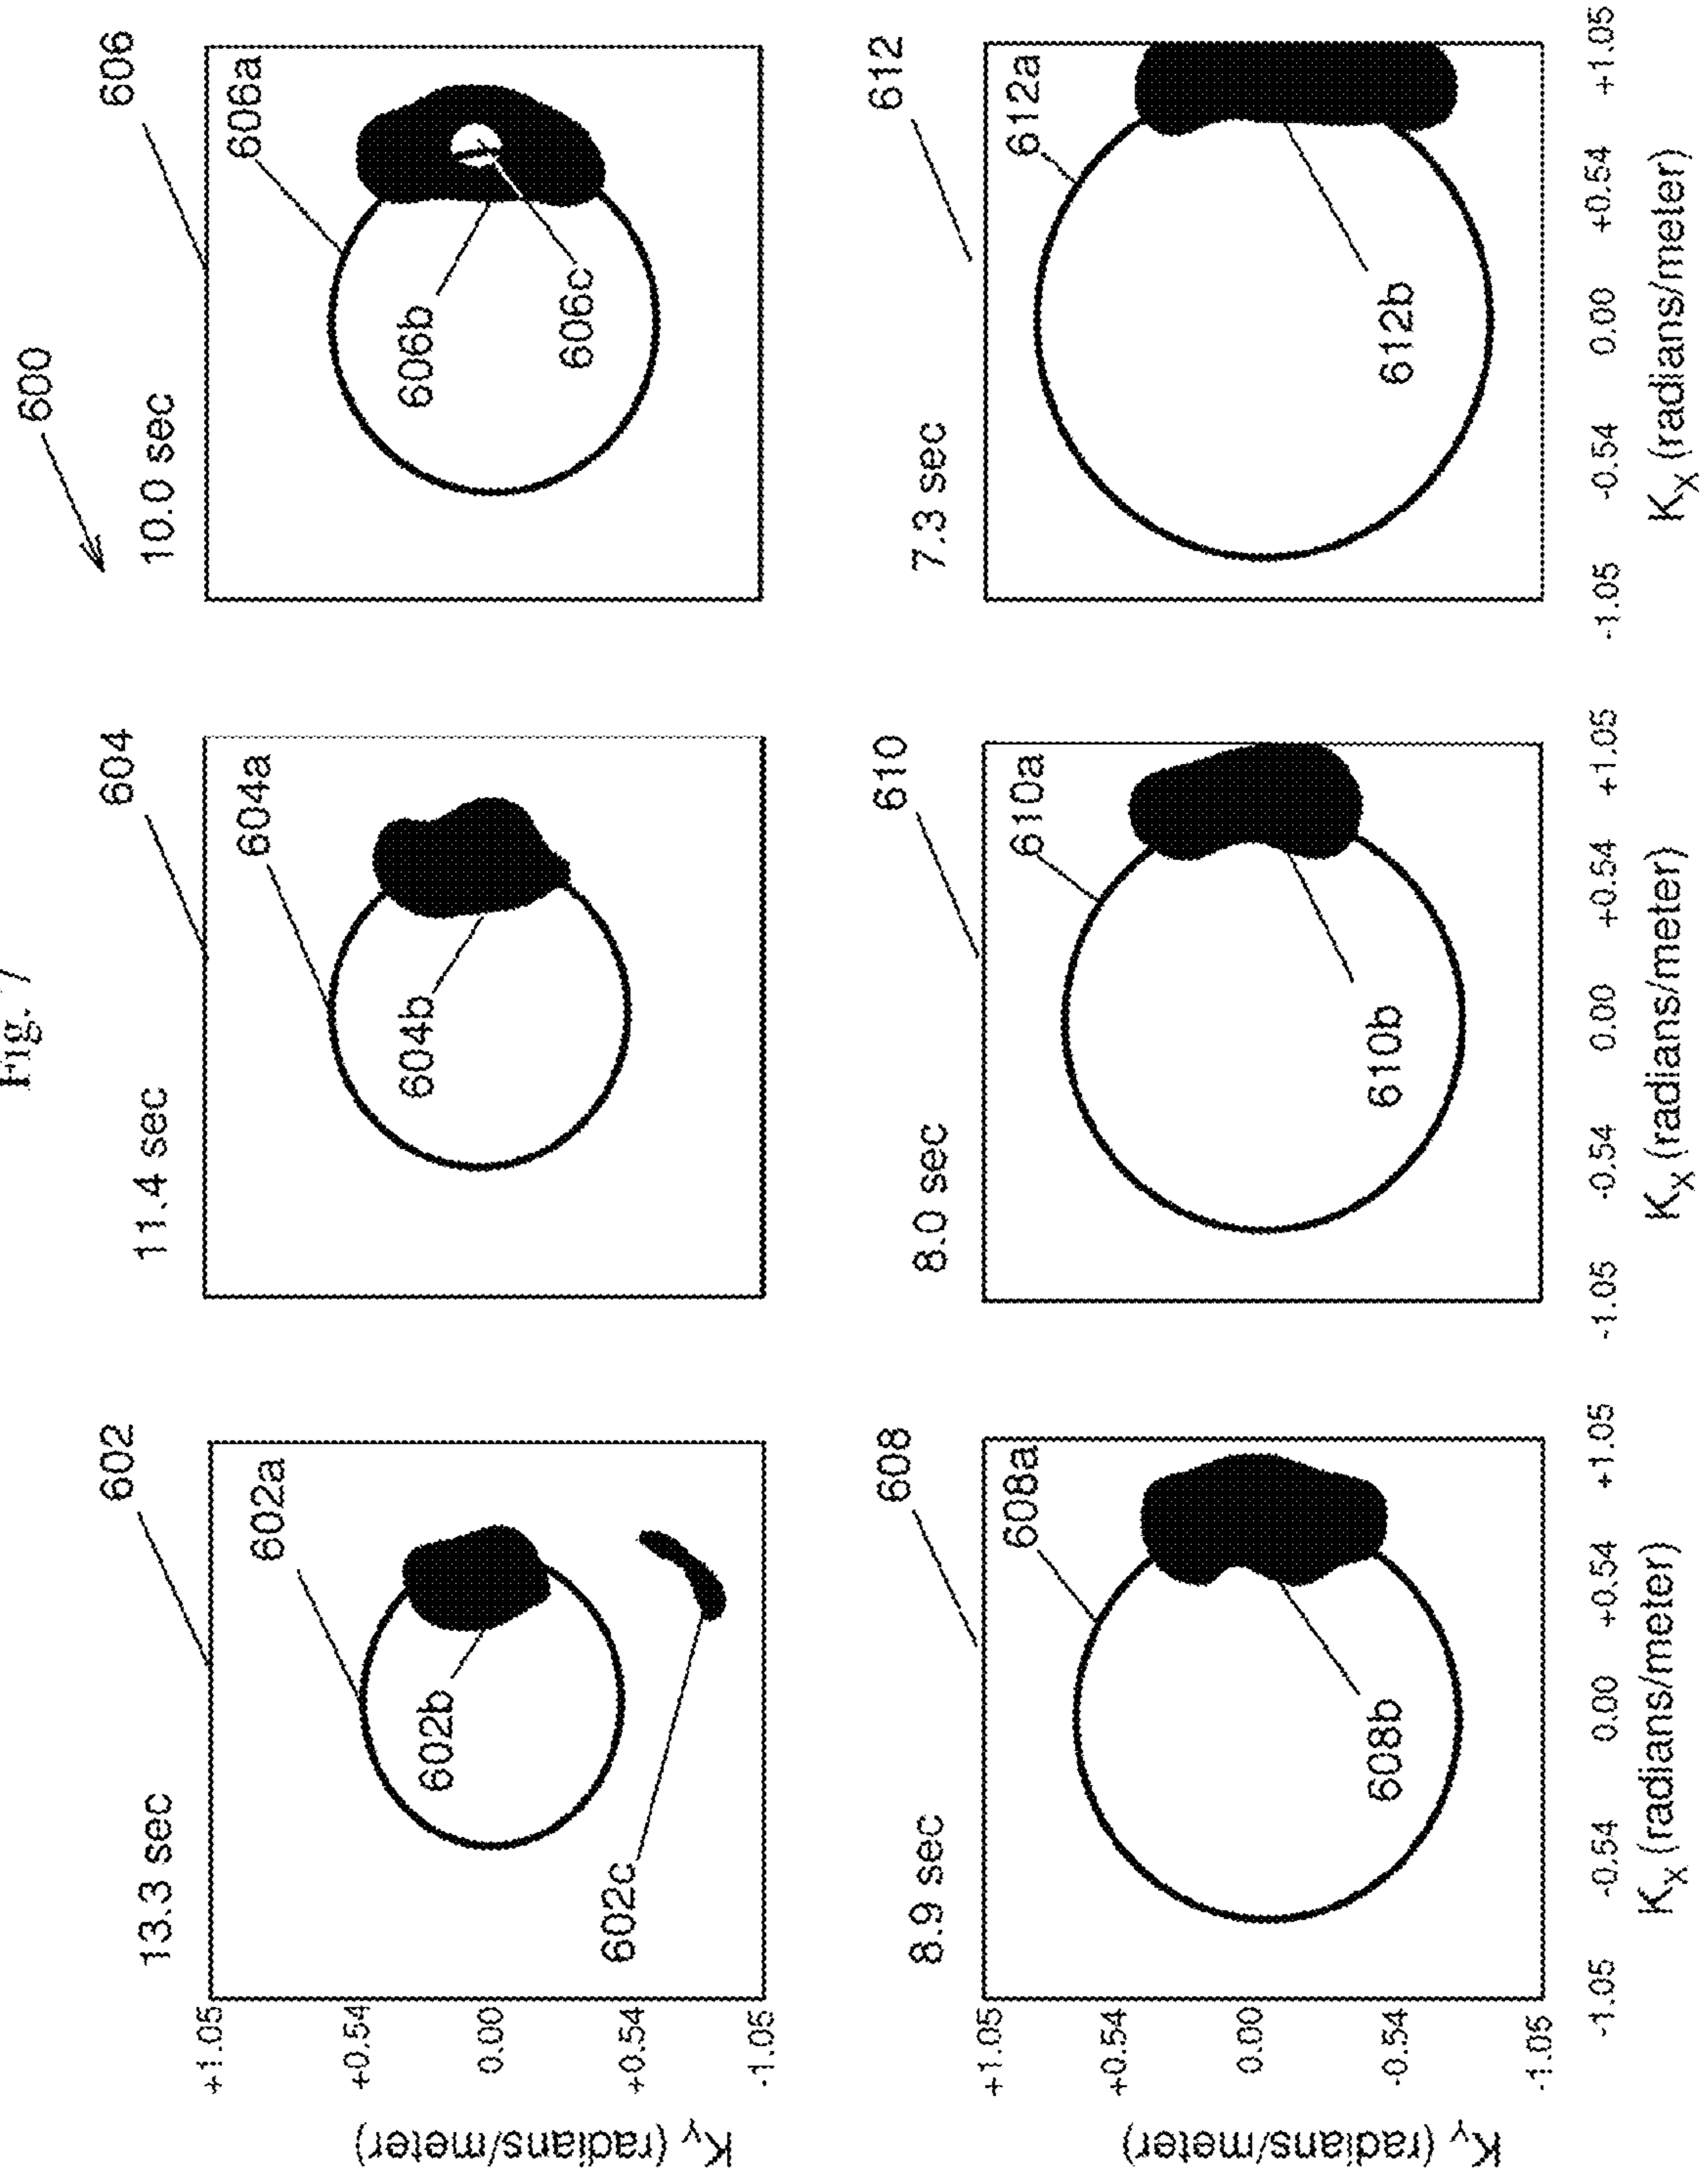 Fig. 7
600
602
604
606
13.3 sec
11.4 sec
10.0 sec
+1.05
+0.54
0.00
+0.54
-1.05
K_Y (radians/meter)
602a
602b
602c
604a
604b
606a
606b
606c
608
610
612
8.9 sec
8.0 sec
7.3 sec
+1.05
+0.54
0.00
-0.54
-1.05
K_Y (radians/meter)
608a
608b
610a
610b
612a
612b
-1.05 -0.54 0.00 +0.54 +1.05
-1.05 -0.54 0.00 +0.54 +1.05
-1.05 -0.54 0.00 +0.54 +1.05
K_X (radians/meter)
K_X (radians/meter)
K_X (radians/meter)